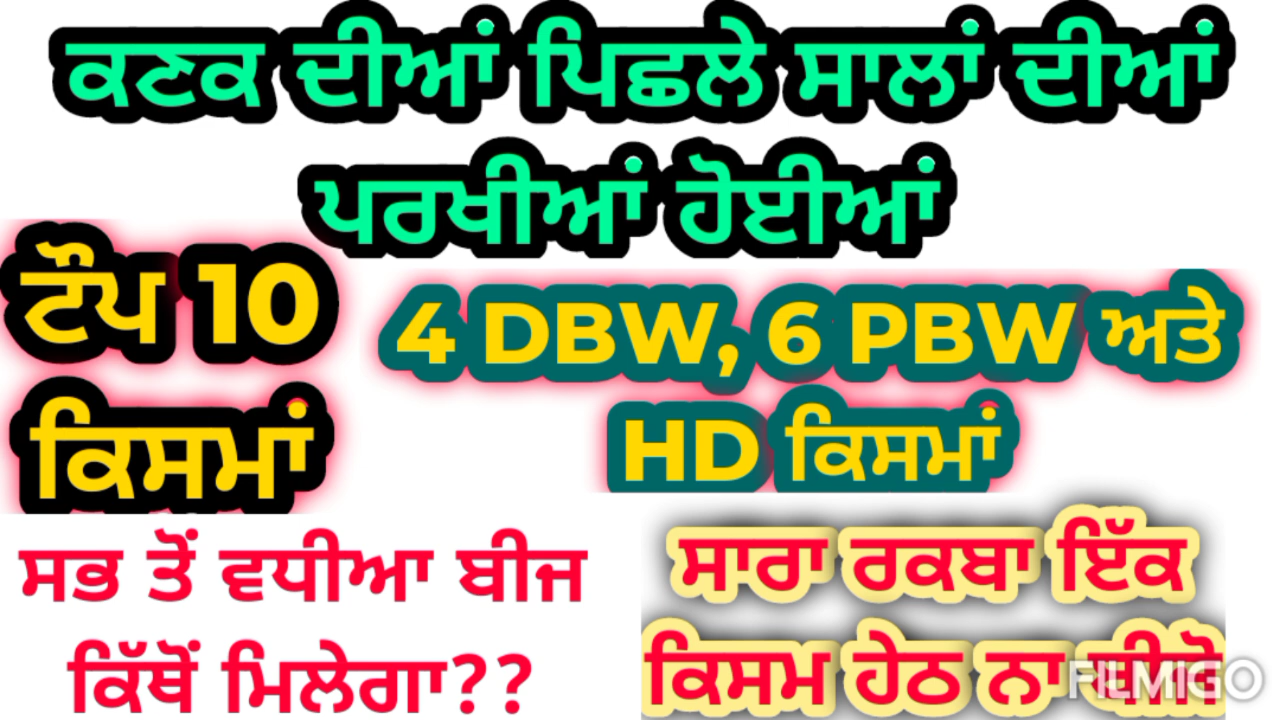 ਕਣਕ ਦੀਆਂ ਪਿਛਲੇ ਸਾਲਾਂ ਦੀਆਂ
ਪਰਖੀਆਂ ਹੋਈਆਂ
ਟੌਪ 10
ਕਿਸਮਾਂ
4 DBW, 6 PBW ਅਤੇ
HD ਕਿਸਮਾਂ
ਸਭ ਤੋਂ ਵਧੀਆ ਬੀਜ
ਕਿੱਥੋਂ ਮਿਲੇਗਾ??
ਸਾਰਾ ਰਕਬਾ ਇੱਕ
ਕਿਸਮ ਹੇਠ ਨਾ
FILMIGO